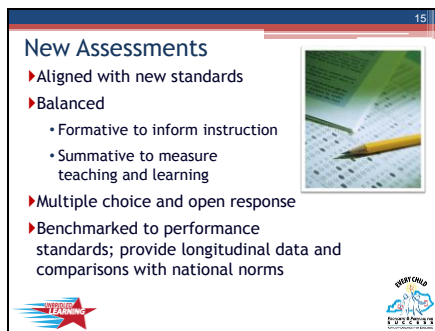 15
New Assessments
Aligned with new standards
Balanced
• Formative to inform instruction
• Summative to measure
teaching and learning
Multiple choice and open response
Benchmarked to performance
standards; provide longitudinal data and
comparisons with national norms
UNBRIDLED
LEARNING
EVERY CHILD
SUCCESS